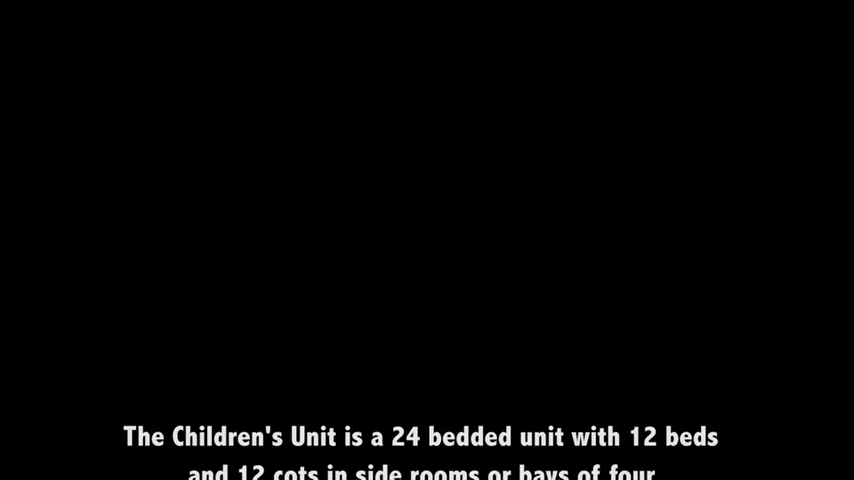 The Children's Unit is a 24 bedded unit with 12 beds
and 12 cots in side rooms or bays of four